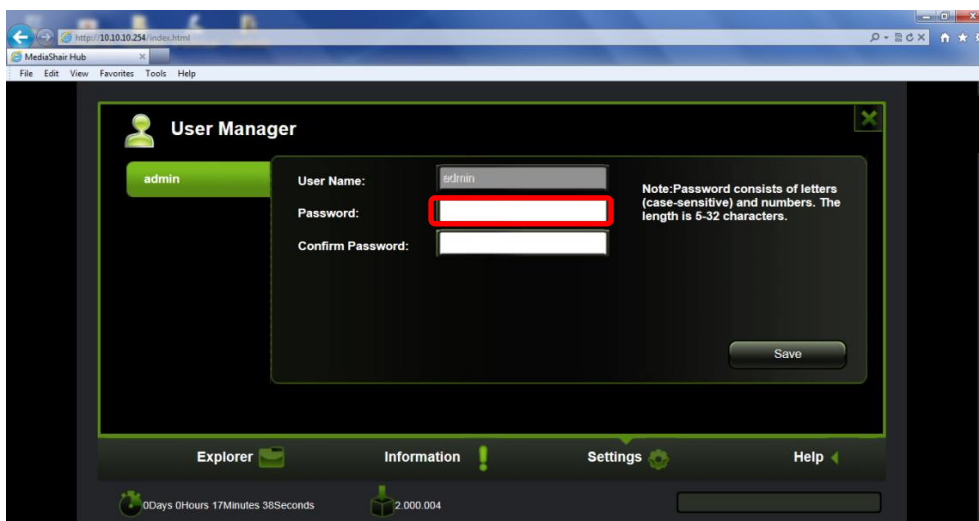 http://10.10.10.254/index.html
MediaShair Hub
File Edit View Favorites Tools Help
User Manager
admin
User Name:
admin
Note:Password consists of letters
(case-sensitive) and numbers. The
length is 5-32 characters.
Password:
Confirm Password:
Save
Explorer
Information
Settings
Help
0Days 0Hours 17Minutes 38Seconds
2.000.004